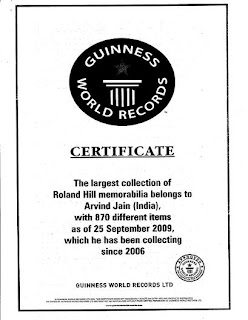 GUINNESS
WORLD RECORDS
CERTIFICATE
The largest collection of
Roland Hill memorabilia belongs to
Arvind Jain (India),
with 870 different items
as of 25 September 2009,
which he has been collecting
since 2006
GUINNESS WORLD RECORDS LTD